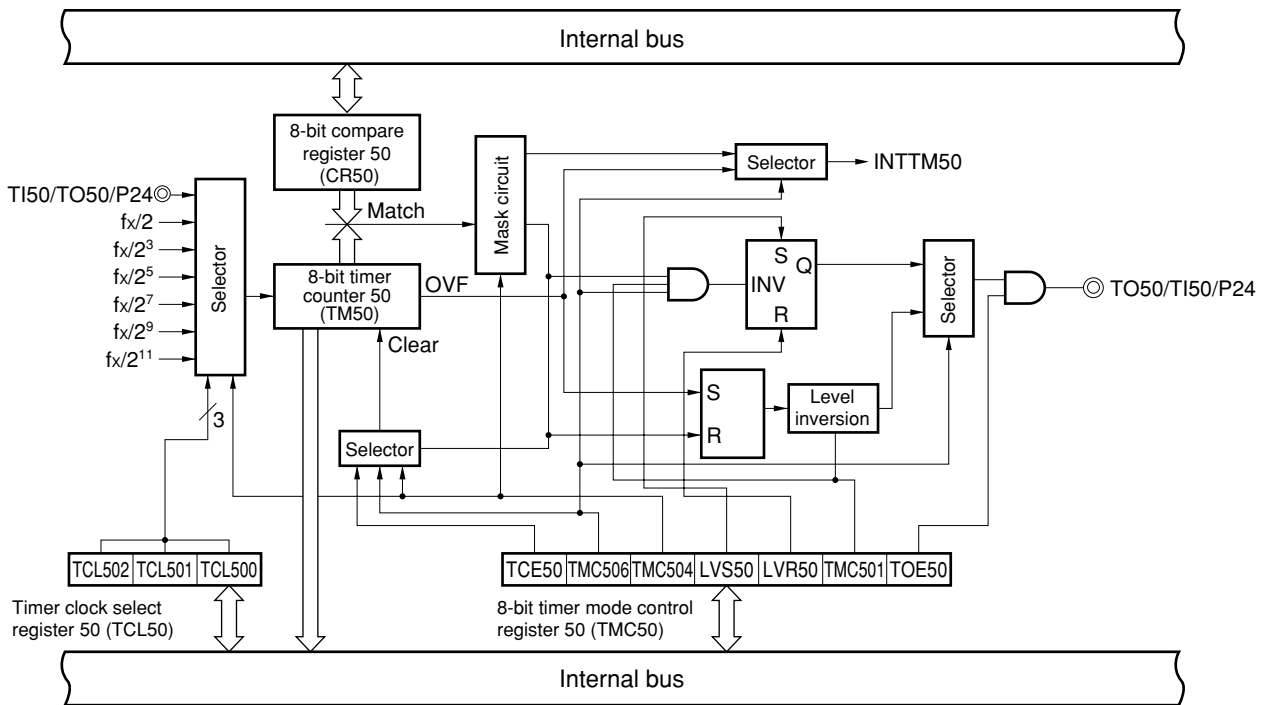 Internal bus
8-bit compare
register 50
(CR50)
Match
Mask circuit
Selector
INTTM50
TI50/TO50/P24
fx/2
fx/2³
fx/2⁵
fx/2⁷
fx/2⁹
fx/2¹¹
Selector
8-bit timer
counter 50
(TM50)
OVF
Clear
S
INV
Q
R
Selector
TO50/TI50/P24
S
R
Level
inversion
3
Selector
TCL502 TCL501 TCL500
Timer clock select
register 50 (TCL50)
TCE50 TMC506 TMC504 LVS50 LVR50 TMC501 TOE50
8-bit timer mode control
register 50 (TMC50)
Internal bus